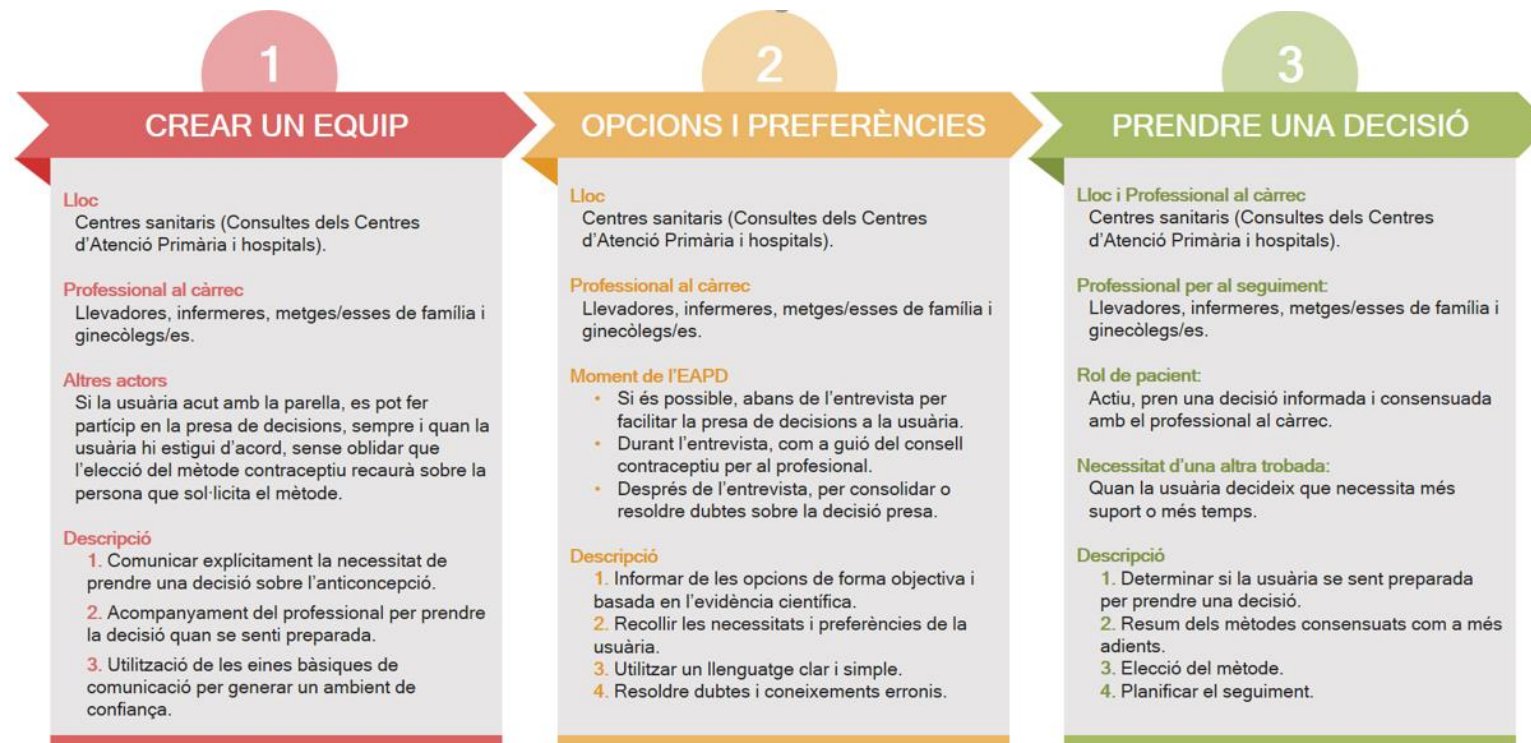 1
CREAR UN EQUIP
Lloc
Centres sanitaris (Consultes dels Centres
d'Atenció Primària i hospitals).
Professional al càrrec
Llevadores, infermeres, metges/esses de família i
ginecòlegs/es.
Altres actors
Si la usuària acut amb la parella, es pot fer
partícip en la presa de decisions, sempre i quan la
usuària hi estigui d'acord, sense oblidar que
l'elecció del mètode contraceptiu recaurà sobre la
persona que sol·licita el mètode.
Descripció
1. Comunicar explícitament la necessitat de
prendre una decisió sobre l'anticoncepció.
2. Acompanyament del professional per prendre
la decisió quan se senti preparada.
3. Utilització de les eines bàsiques de
comunicació per generar un ambient de
confiança.
2
OPCIONS I PREFERÈNCIES
Lloc
Centres sanitaris (Consultes dels Centres
d'Atenció Primària i hospitals).
Professional al càrrec
Llevadores, infermeres, metges/esses de família i
ginecòlegs/es.
Moment de l'EAPD
• Si és possible, abans de l'entrevista per
facilitar la presa de decisions a la usuària.
• Durant l'entrevista, com a guió del consell
contraceptiu per al profesional.
• Després de l'entrevista, per consolidar o
resoldre dubtes sobre la decisió presa.
Descripció
1. Informar de les opcions de forma objectiva i
basada en l'evidència científica.
2. Recollir les necessitats i preferències de la
usuària.
3. Utilitzar un llenguatge clar i simple.
4. Resoldre dubtes i coneixements erronis.
3
PRENDRE UNA DECISIÓ
Lloc i Professional al càrrec
Centres sanitaris (Consultes dels Centres
d'Atenció Primària i hospitals).
Professional per al seguiment:
Llevadores, infermeres, metges/esses de família i
ginecòlegs/es.
Rol de pacient:
Actiu, pren una decisió informada i consensuada
amb el professional al càrrec.
Necessitat d'una altra trobada:
Quan la usuària decideix que necessita més
suport o més temps.
Descripció
1. Determinar si la usuària se sent preparada
per prendre una decisió.
2. Resum dels mètodes consensuats com a més
adients.
3. Elecció del mètode.
4. Planificar el seguiment.